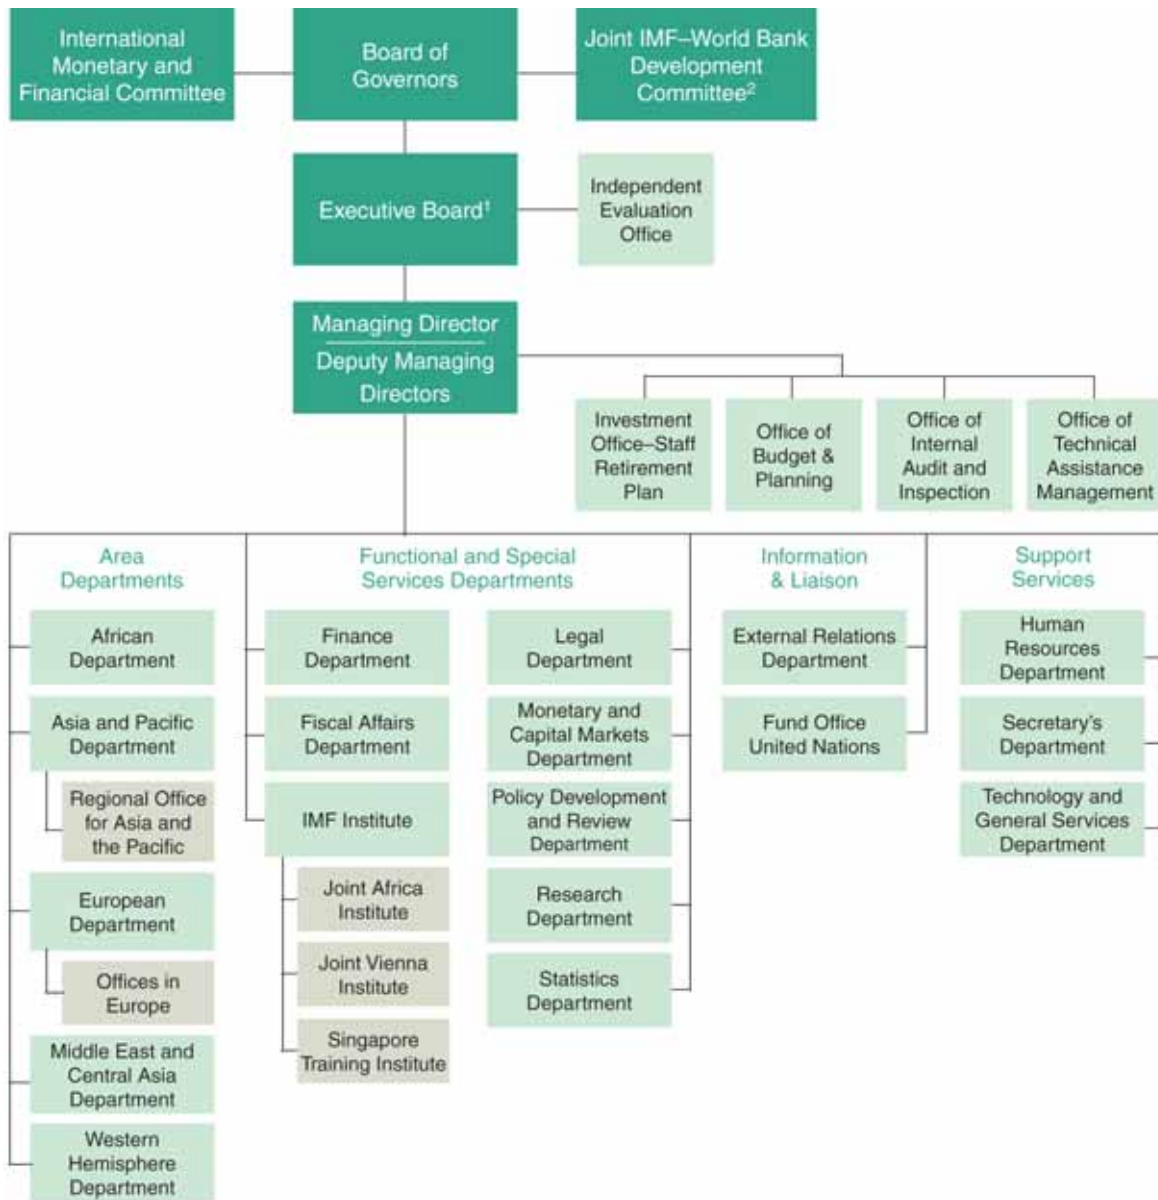 International
Monetary and
Financial Committee
Board of
Governors
Joint IMF–World Bank
Development
Committee²
Executive Board¹
Independent
Evaluation
Office
Managing Director
Deputy Managing
Directors
Investment
Office–Staff
Retirement
Plan
Office of
Budget &
Planning
Office of
Internal
Audit and
Inspection
Office of
Technical
Assistance
Management
Area
Departments
African
Department
Asia and Pacific
Department
Regional Office
for Asia and
the Pacific
European
Department
Offices in
Europe
Middle East and
Central Asia
Department
Western
Hemisphere
Department
Functional and Special
Services Departments
Finance
Department
Fiscal Affairs
Department
IMF Institute
Joint Africa
Institute
Joint Vienna
Institute
Singapore
Training Institute
Legal
Department
Monetary and
Capital Markets
Department
Policy Development
and Review
Department
Research
Department
Statistics
Department
Information
& Liaison
External Relations
Department
Fund Office
United Nations
Support
Services
Human
Resources
Department
Secretary's
Department
Technology and
General Services
Department